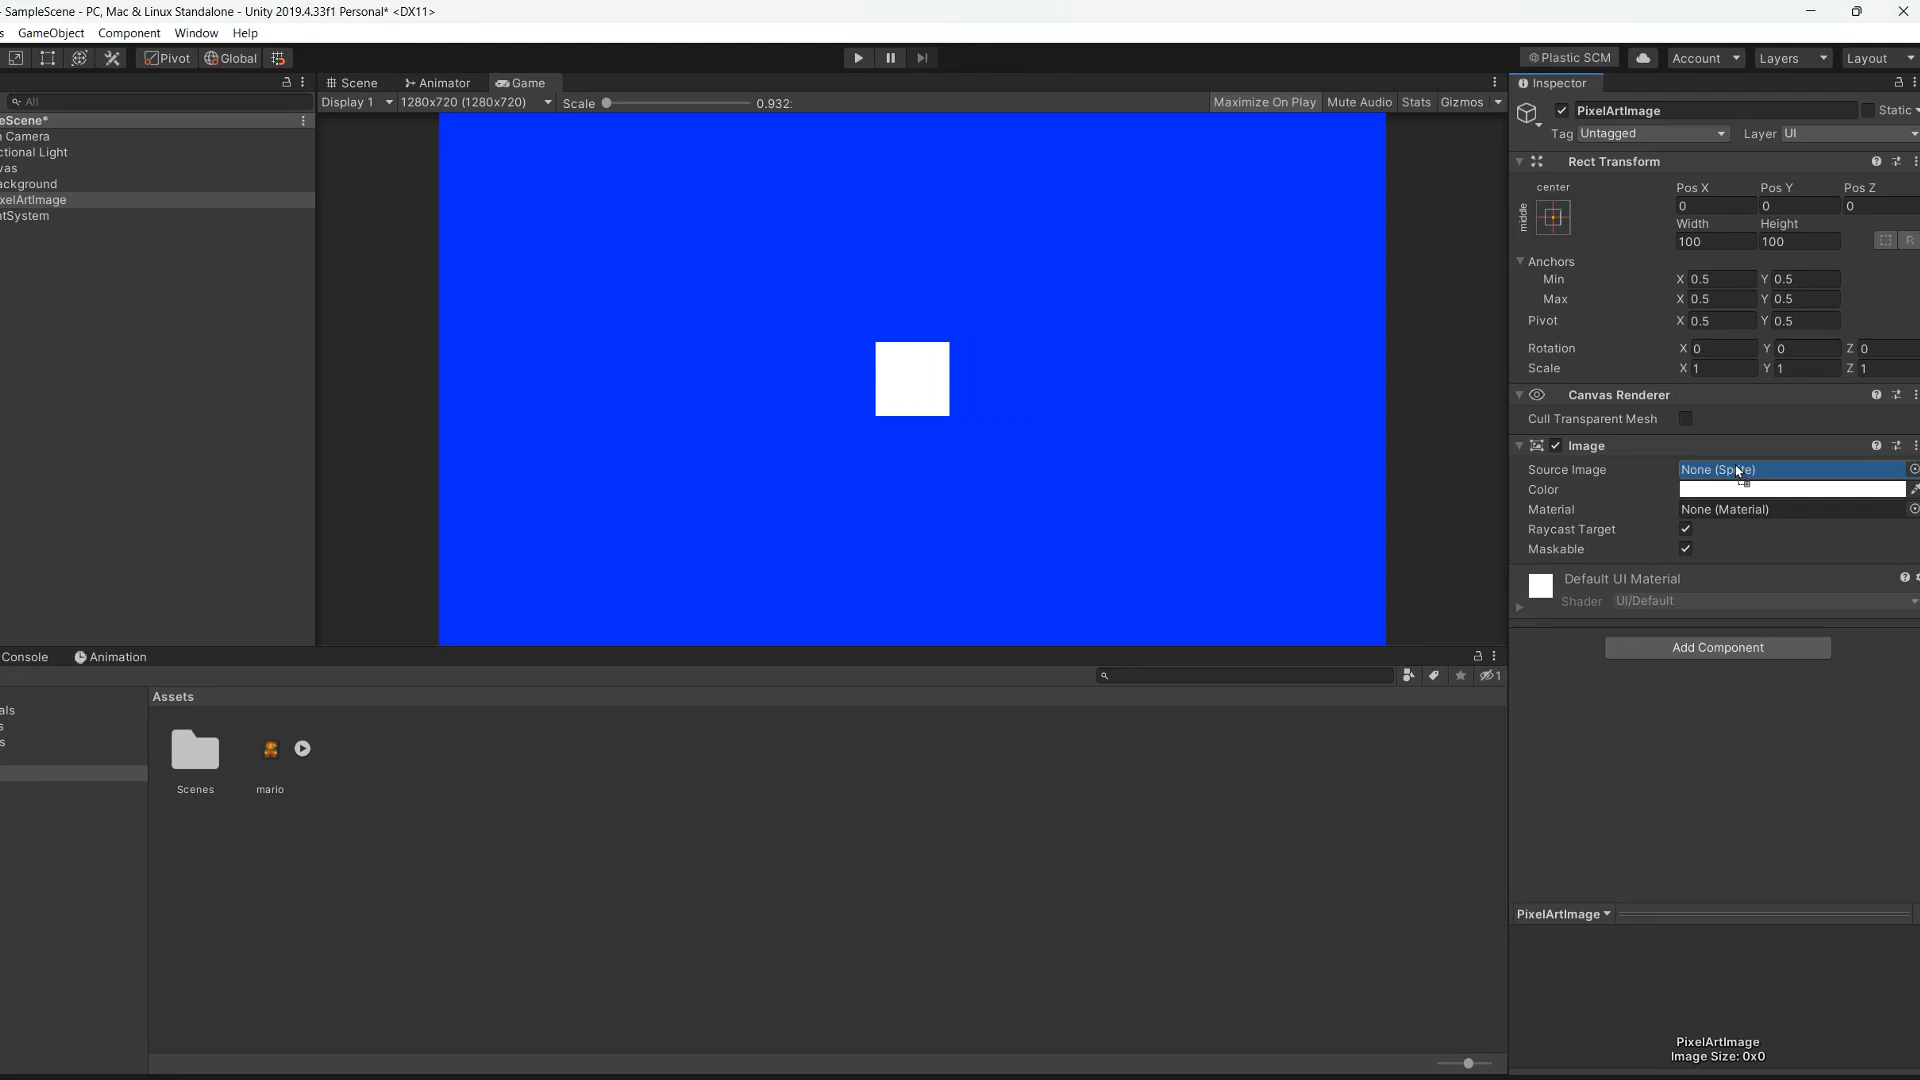 - SampleScene - PC, Mac & Linux Standalone - Unity 2019.4.33f1 Personal* <DX11>
s GameObject Component Window Help
Pivot Global Plastic SCM Account Layers Layout
Scene Animator Game Inspector
All Display 1 1280x720 (1280x720) Scale 0.932: Maximize On Play Mute Audio Stats Gizmos
eScene*
n Camera
ctional Light
vas
ackground
xelArtImage
ntSystem
PixelArtImage Static
Tag Untagged Layer UI
Rect Transform
center Pos X Pos Y Pos Z
middle 0 0 0
Width Height
100 100 R
Anchors
Min X 0.5 Y 0.5
Max X 0.5 Y 0.5
Pivot X 0.5 Y 0.5
Rotation X 0 Y 0 Z 0
Scale X 1 Y 1 Z 1
Canvas Renderer
Cull Transparent Mesh
Image
Source Image None (Sprite)
Color
Material None (Material)
Raycast Target
Maskable
Default UI Material
Shader UI/Default
Add Component
Console Animation
1
Assets
als
s
s
Scenes mario
PixelArtImage
PixelArtImage
Image Size: 0x0